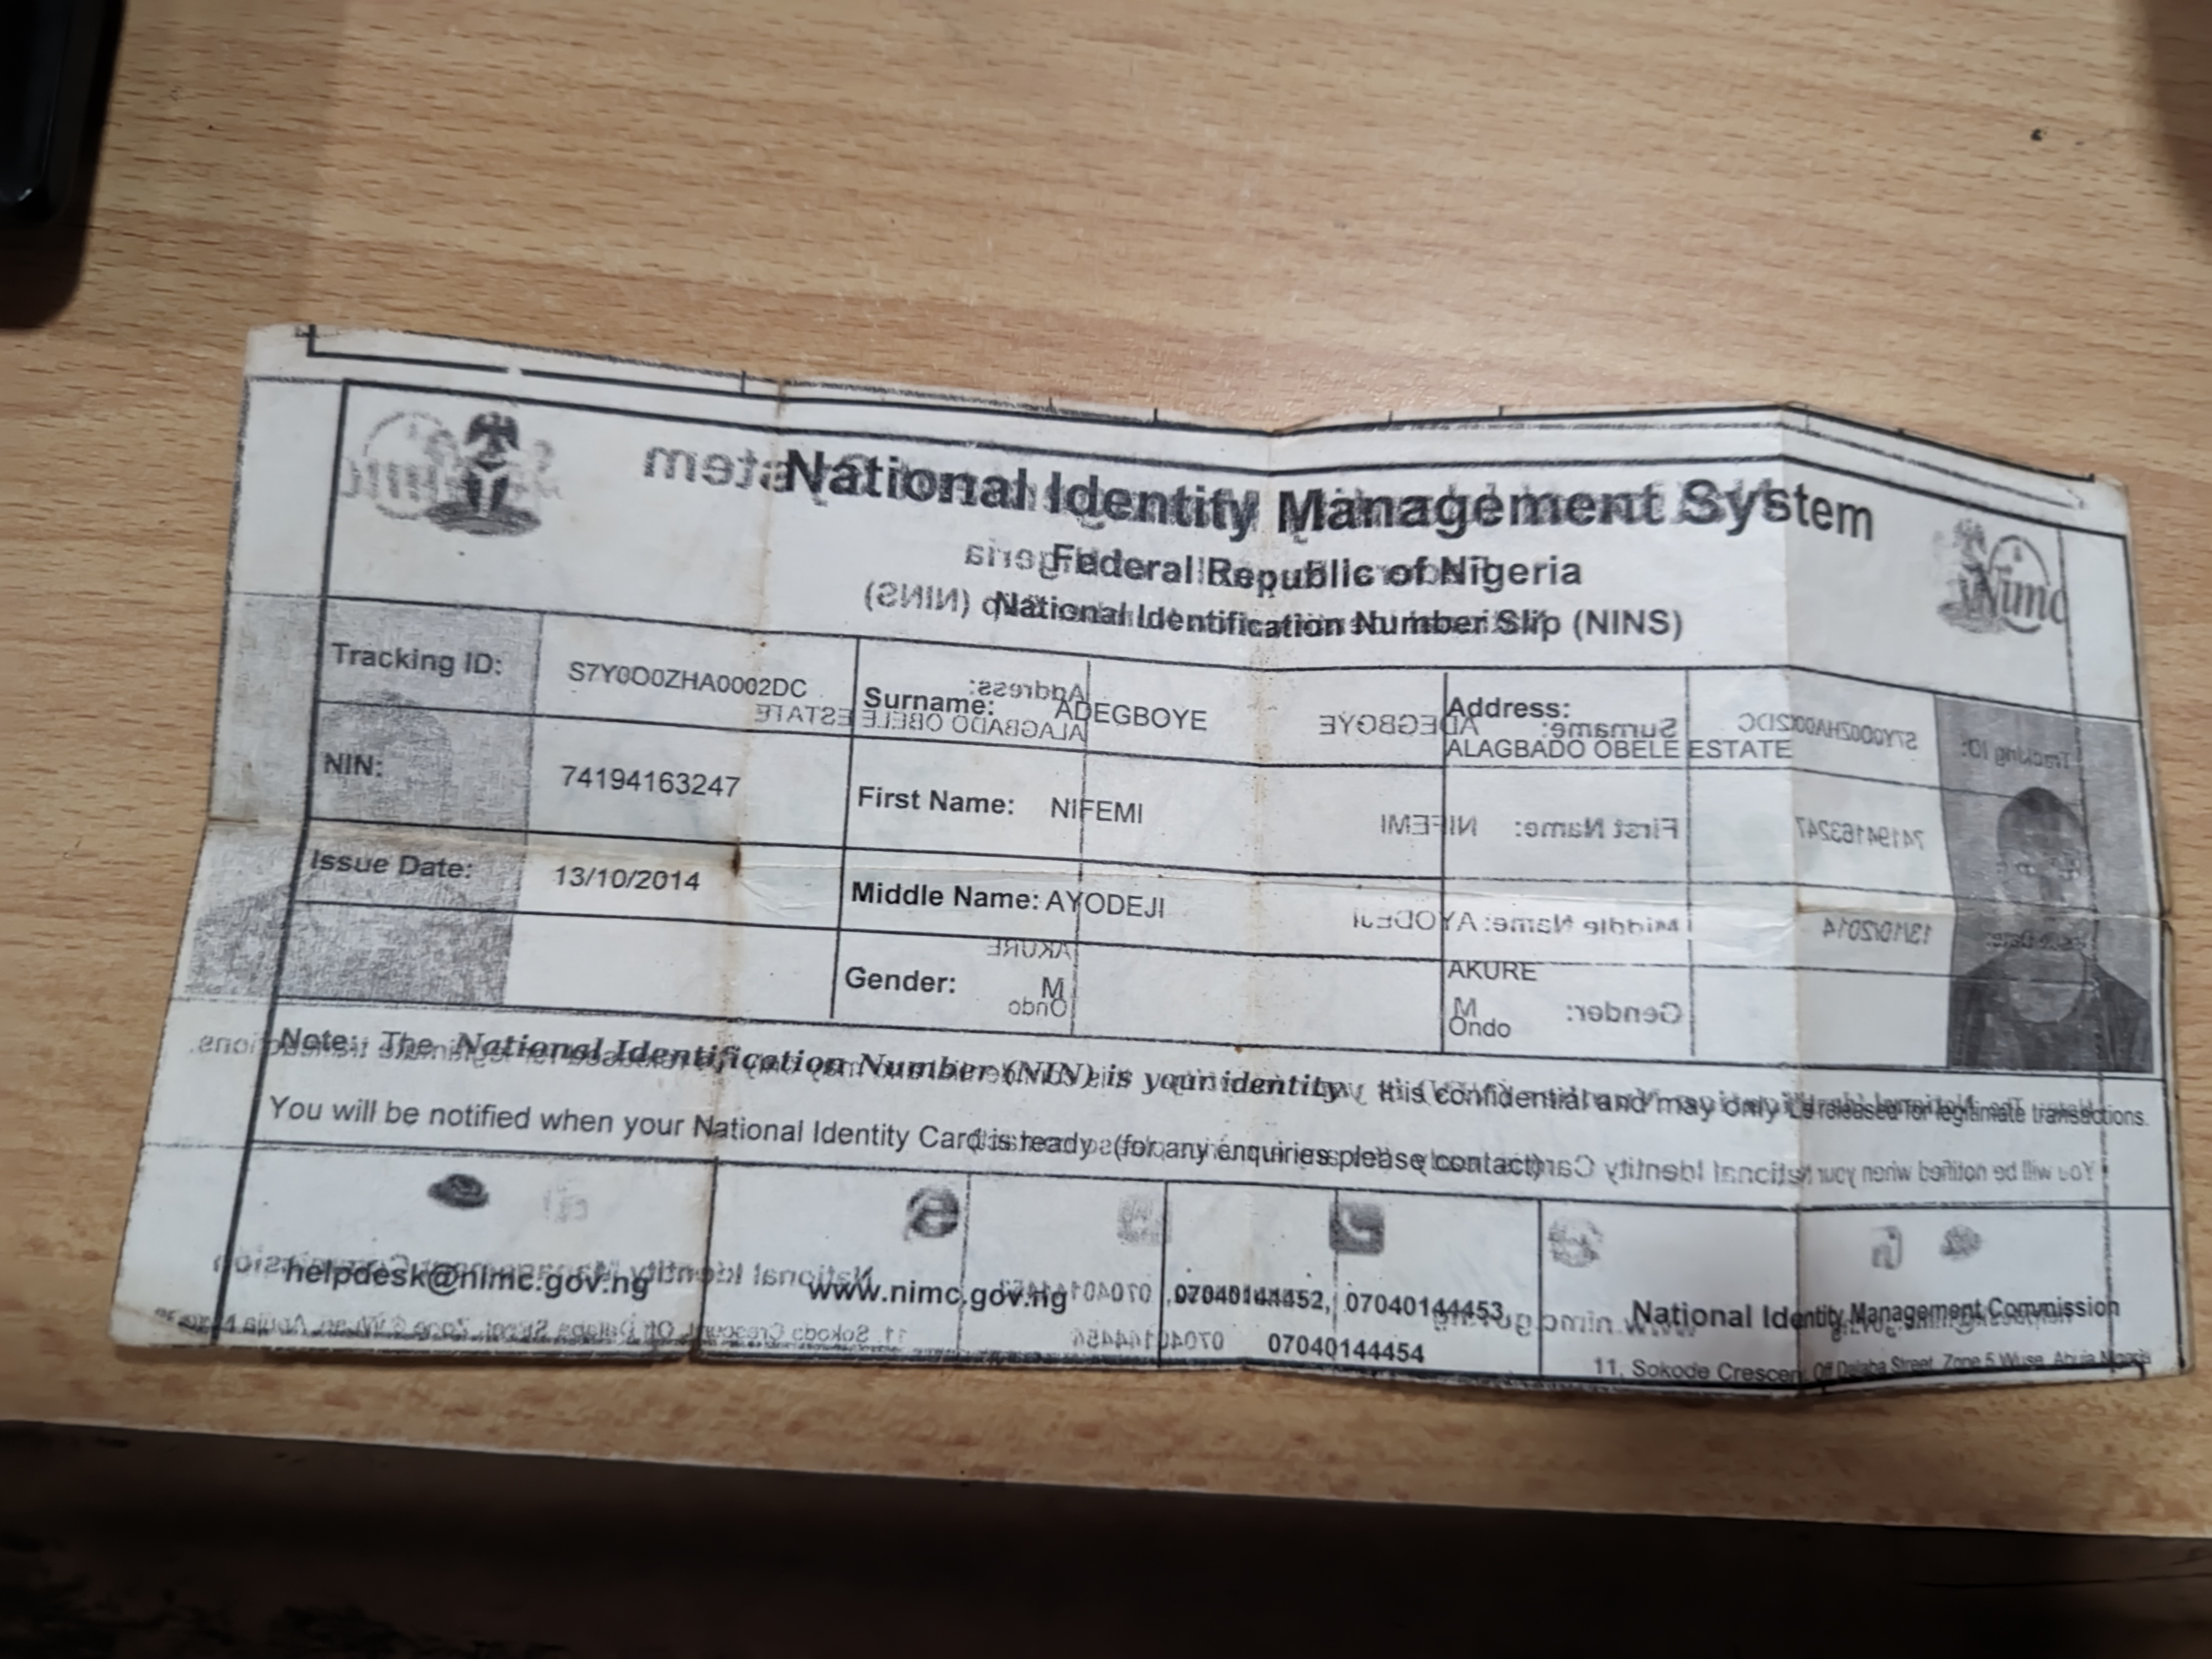 National Identity Management System
Federal Republic of Nigeria
National Identification Number Slip (NINS)
Tracking ID: S7Y0O0ZHA0002DC Surname: ADEGBOYE Address:
ALAGBADO OBELE ESTATE
NIN: 74194163247 First Name: NIFEMI
Issue Date: 13/10/2014 Middle Name: AYODEJI
AKURE
Gender: M
Ondo
Note: The National Identification Number (NIN) is your identity. It is confidential and may only be released for legitimate transactions.
You will be notified when your National Identity Card is ready (for any enquiries please contact)
helpdesk@nimc.gov.ng www.nimc.gov.ng 07040144452, 07040144453, National Identity Management Commission
07040144454 11, Sokode Crescent, Off Dalaba Street, Zone 5 Wuse, Abuja Nigeria
nimc